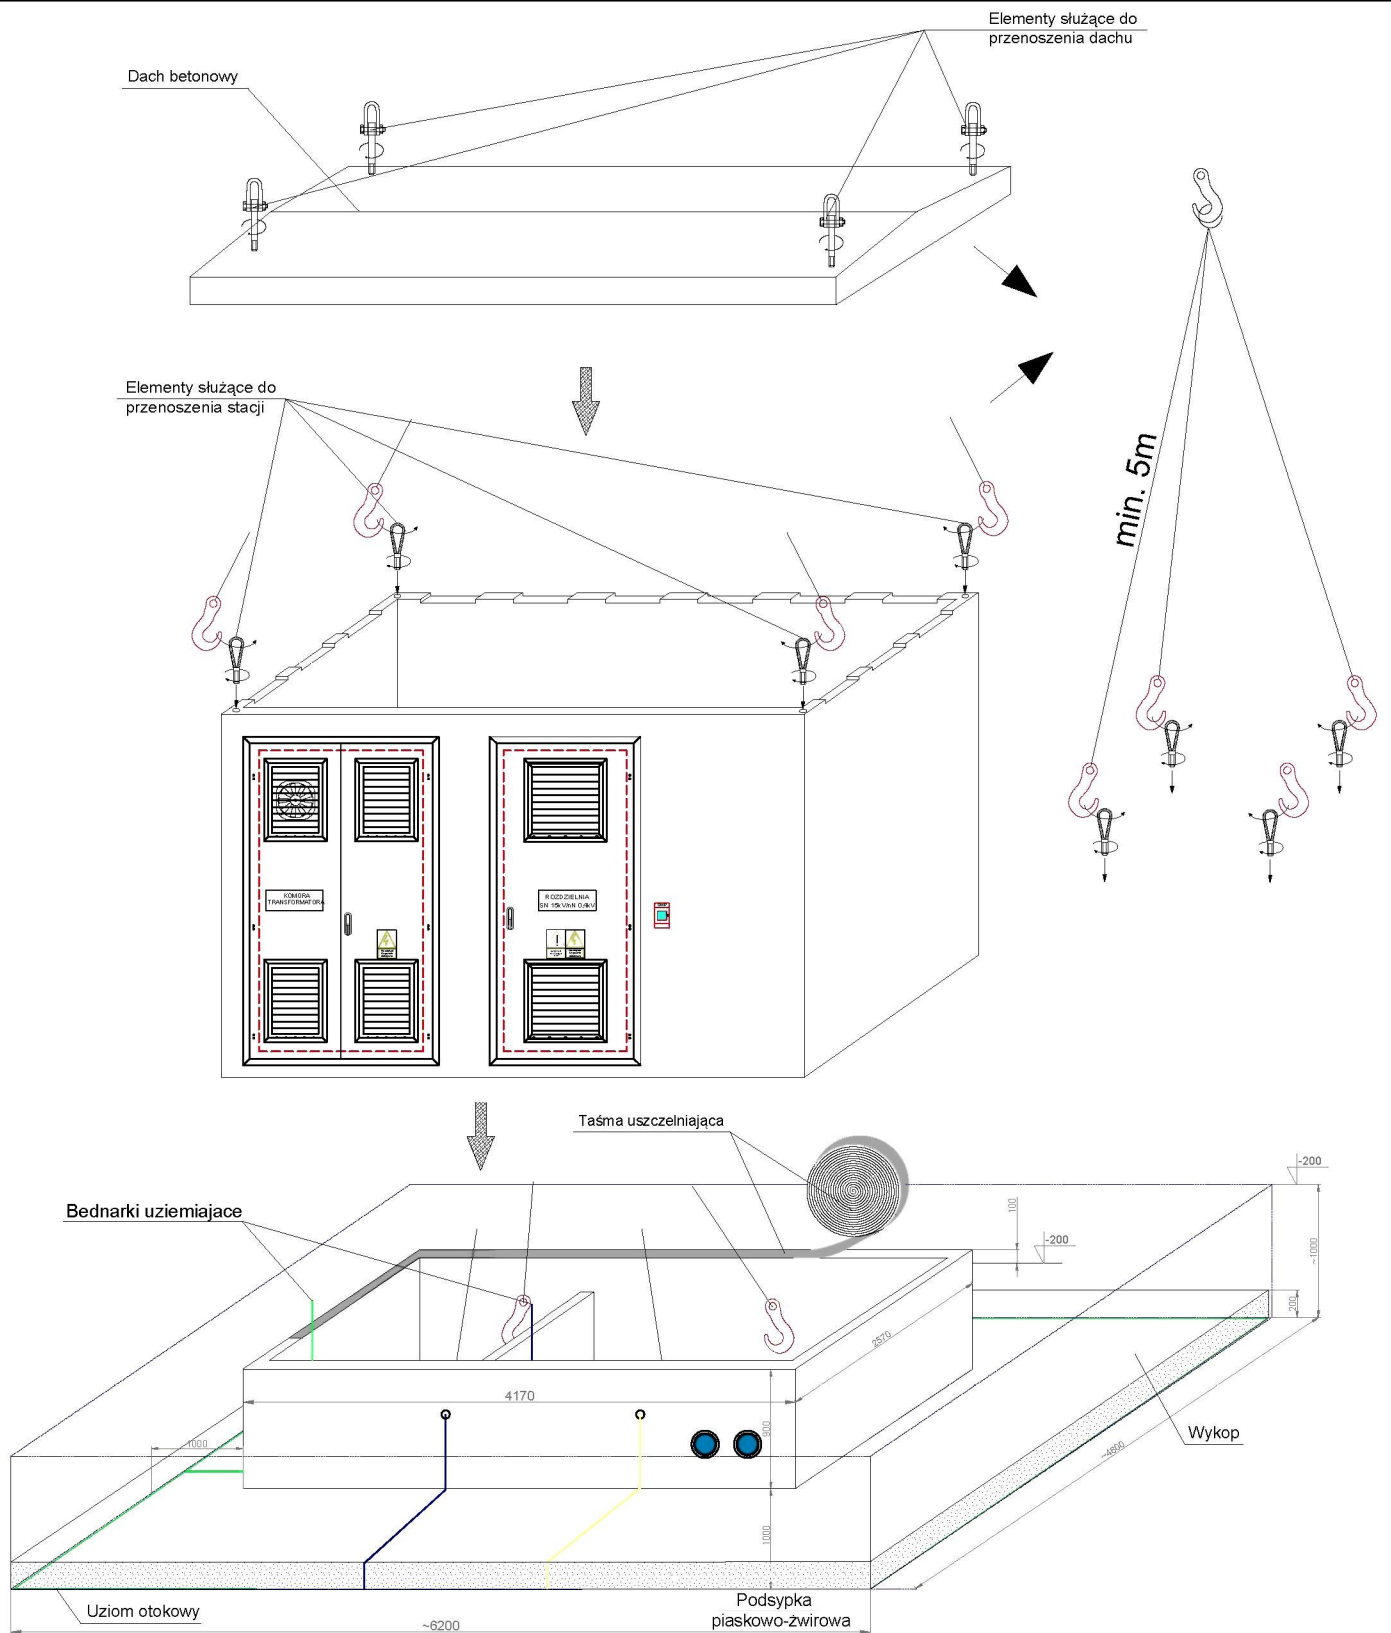 Elementy służące do
przenoszenia dachu
Dach betonowy
Elementy służące do
przenoszenia stacji
min. 5m
KOMORA
TRANSFORMATORA
ROZDZIELNIA
SN 15kV/nN 0,4kV
Taśma uszczelniająca
-200
Bednarki uziemiajace
100
-200
~1000
200
2570
4170
900
Wykop
1000
~4600
1000
Uziom otokowy
Podsypka
piaskowo-żwirowa
~6200